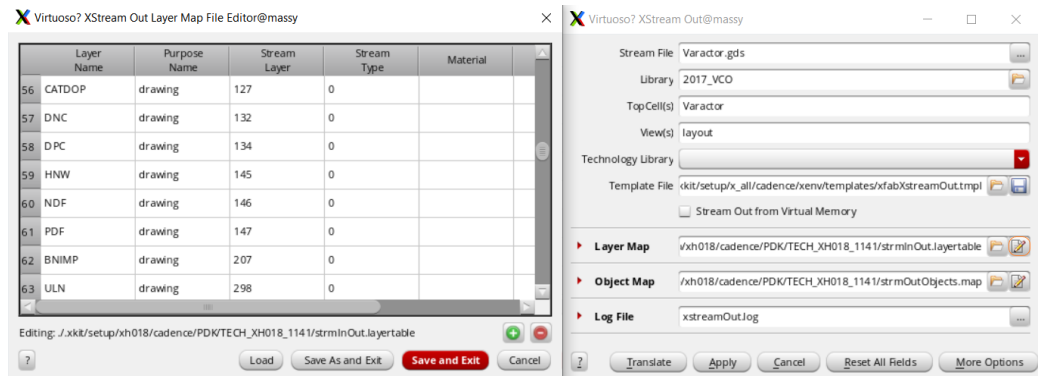 Virtuoso? XStream Out Layer Map File Editor@massy
Layer Name Purpose Name Stream Layer Stream Type Material
56 CATDOP drawing 127 0
57 DNC drawing 132 0
58 DPC drawing 134 0
59 HNW drawing 145 0
60 NDF drawing 146 0
61 PDF drawing 147 0
62 BNIMP drawing 207 0
63 ULN drawing 298 0
Editing: ./.xkit/setup/xh018/cadence/PDK/TECH_XH018_1141/strmInOut.layertable
? Load Save As and Exit Save and Exit Cancel
Virtuoso? XStream Out@massy
Stream File Varactor.gds ...
Library 2017_VCO
TopCell(s) Varactor
View(s) layout
Technology Library
Template File kit/setup/x_all/cadence/xenv/templates/xfabXstreamOut.tmpl
Stream Out from Virtual Memory
Layer Map /xh018/cadence/PDK/TECH_XH018_1141/strmInOut.layertable
Object Map /xh018/cadence/PDK/TECH_XH018_1141/strmOutObjects.map
Log File xstreamOut.log ...
? Translate Apply Cancel Reset All Fields More Options